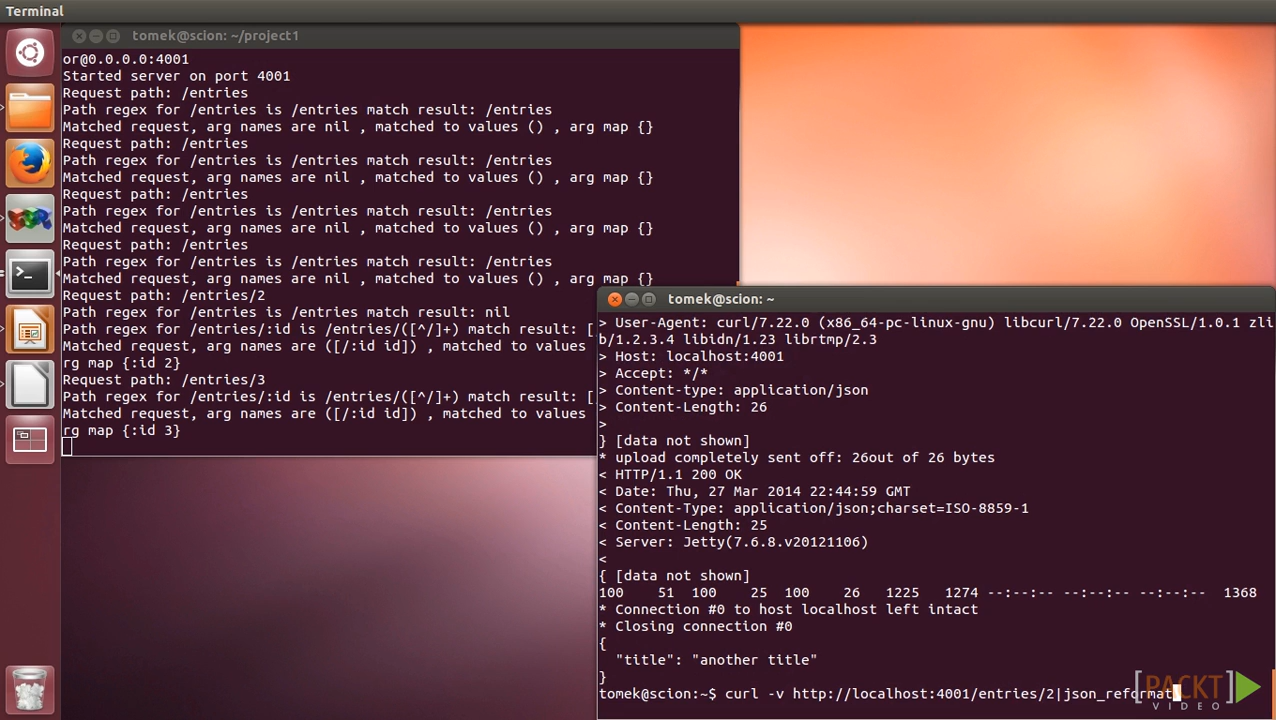 Terminal
tomek@scion: ~/project1
or@0.0.0.0:4001
Started server on port 4001
Request path: /entries
Path regex for /entries is /entries match result: /entries
Matched request, arg names are nil , matched to values () , arg map {}
Request path: /entries
Path regex for /entries is /entries match result: /entries
Matched request, arg names are nil , matched to values () , arg map {}
Request path: /entries
Path regex for /entries is /entries match result: /entries
Matched request, arg names are nil , matched to values () , arg map {}
Request path: /entries
Path regex for /entries is /entries match result: /entries
Matched request, arg names are nil , matched to values () , arg map {}
Request path: /entries/2
Path regex for /entries is /entries match result: nil
Path regex for /entries/:id is /entries/([^/]+) match result: [
Matched request, arg names are ([/:id id]) , matched to values
rg map {:id 2}
Request path: /entries/3
Path regex for /entries/:id is /entries/([^/]+) match result: [
Matched request, arg names are ([/:id id]) , matched to values
rg map {:id 3}
tomek@scion: ~
> User-Agent: curl/7.22.0 (x86_64-pc-linux-gnu) libcurl/7.22.0 OpenSSL/1.0.1 zli
b/1.2.3.4 libidn/1.23 librtmp/2.3
> Host: localhost:4001
> Accept: */*
> Content-type: application/json
> Content-Length: 26
>
} [data not shown]
* upload completely sent off: 26out of 26 bytes
< HTTP/1.1 200 OK
< Date: Thu, 27 Mar 2014 22:44:59 GMT
< Content-Type: application/json;charset=ISO-8859-1
< Content-Length: 25
< Server: Jetty(7.6.8.v20121106)
<
{ [data not shown]
100 51 100 25 100 26 1225 1274 --:--:-- --:--:-- --:--:-- 1368
* Connection #0 to host localhost left intact
* Closing connection #0
{
"title": "another title"
}
tomek@scion:~$ curl -v http://localhost:4001/entries/2|json_reformat
[PACKT]
VIDEO